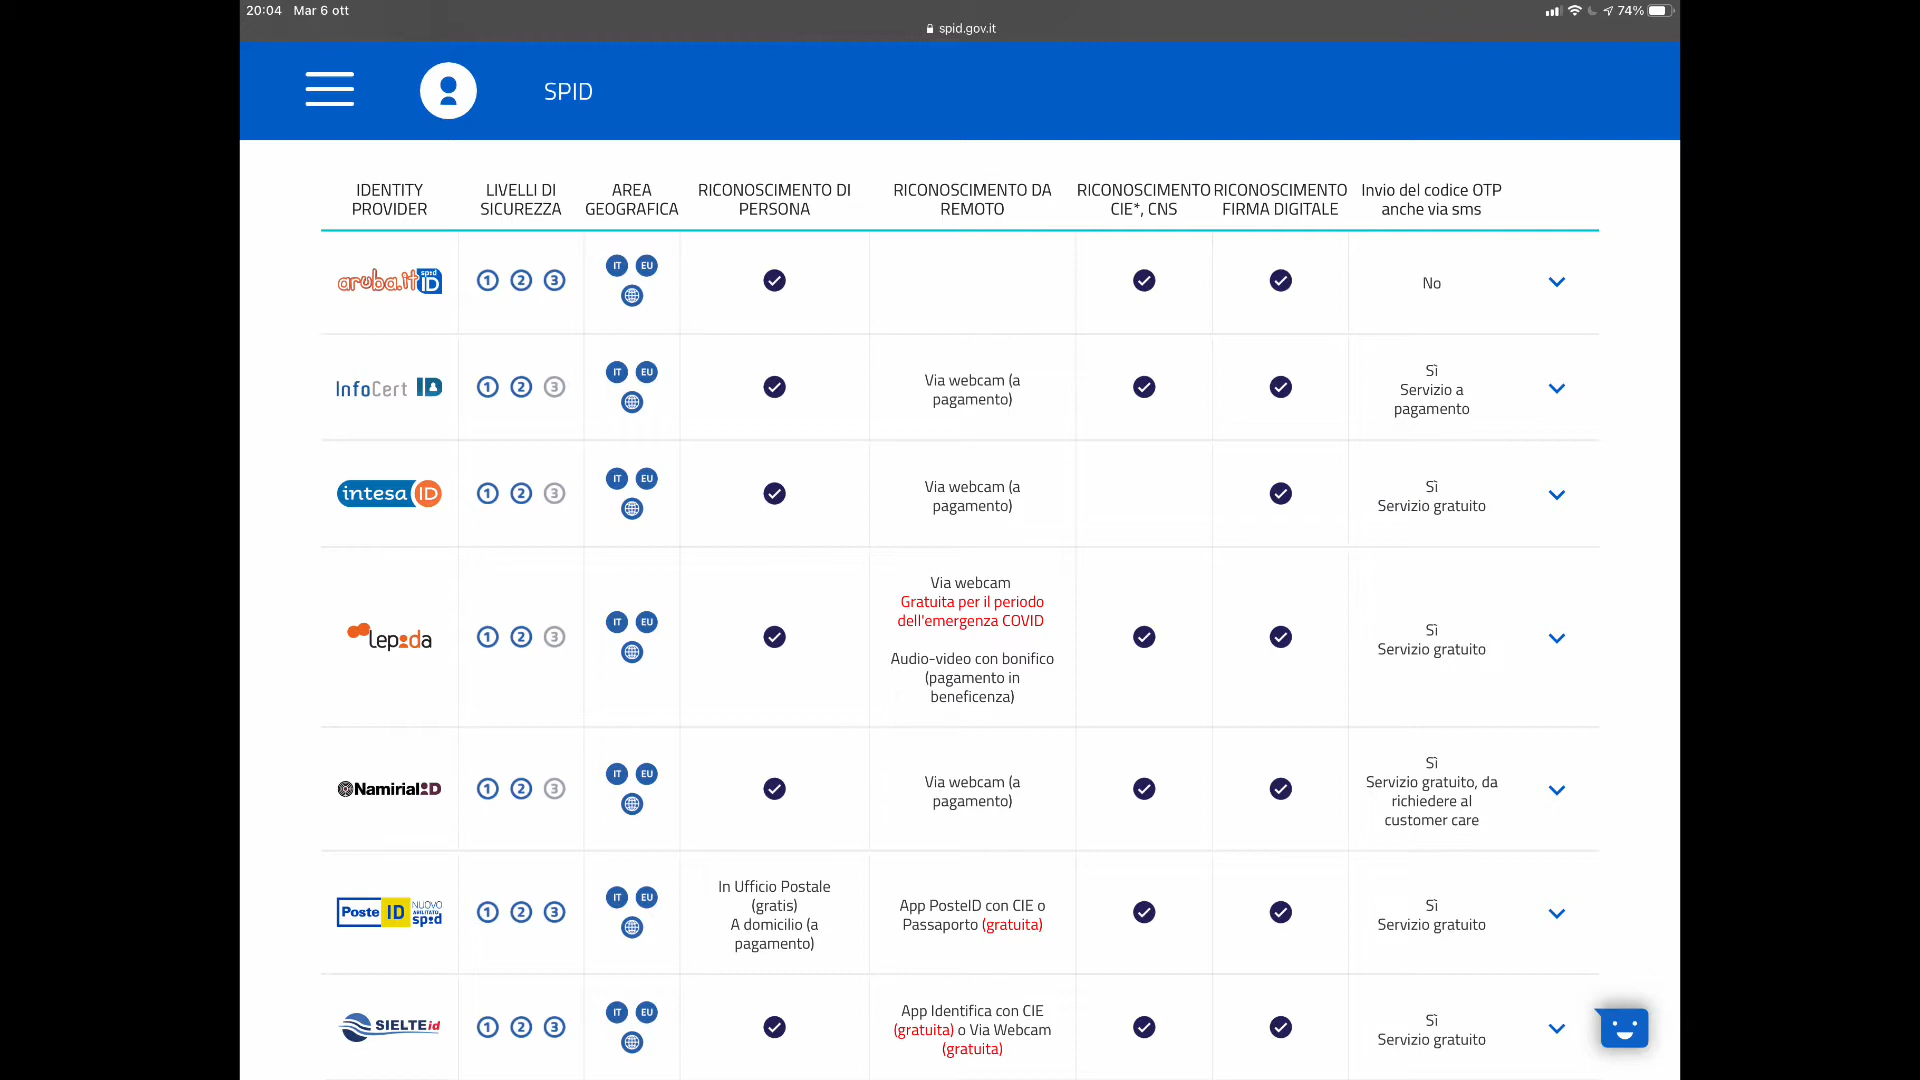 20:04 Mar 6 ott
74%
spid.gov.it
SPID
IDENTITY
PROVIDER
LIVELLI DI
SICUREZZA
AREA
GEOGRAFICA
RICONOSCIMENTO DI
PERSONA
RICONOSCIMENTO DA
REMOTO
RICONOSCIMENTO
CIE*, CNS
RICONOSCIMENTO
FIRMA DIGITALE
Invio del codice OTP
anche via sms
aruba.it spid ID
1 2 3
IT EU
No
InfoCert ID
1 2 3
IT EU
Via webcam (a
pagamento)
Sì
Servizio a
pagamento
intesa ID
1 2 3
IT EU
Via webcam (a
pagamento)
Sì
Servizio gratuito
lepida
1 2 3
IT EU
Via webcam
Gratuita per il periodo
dell'emergenza COVID
Audio-video con bonifico
(pagamento in
beneficenza)
Sì
Servizio gratuito
Namirial ID
1 2 3
IT EU
Via webcam (a
pagamento)
Sì
Servizio gratuito, da
richiedere al
customer care
Poste ID NUOVO
ABILITATO
spid
1 2 3
IT EU
In Ufficio Postale
(gratis)
A domicilio (a
pagamento)
App PosteID con CIE o
Passaporto (gratuita)
Sì
Servizio gratuito
SIELTE id
1 2 3
IT EU
App Identifica con CIE
(gratuita) o Via Webcam
(gratuita)
Sì
Servizio gratuito